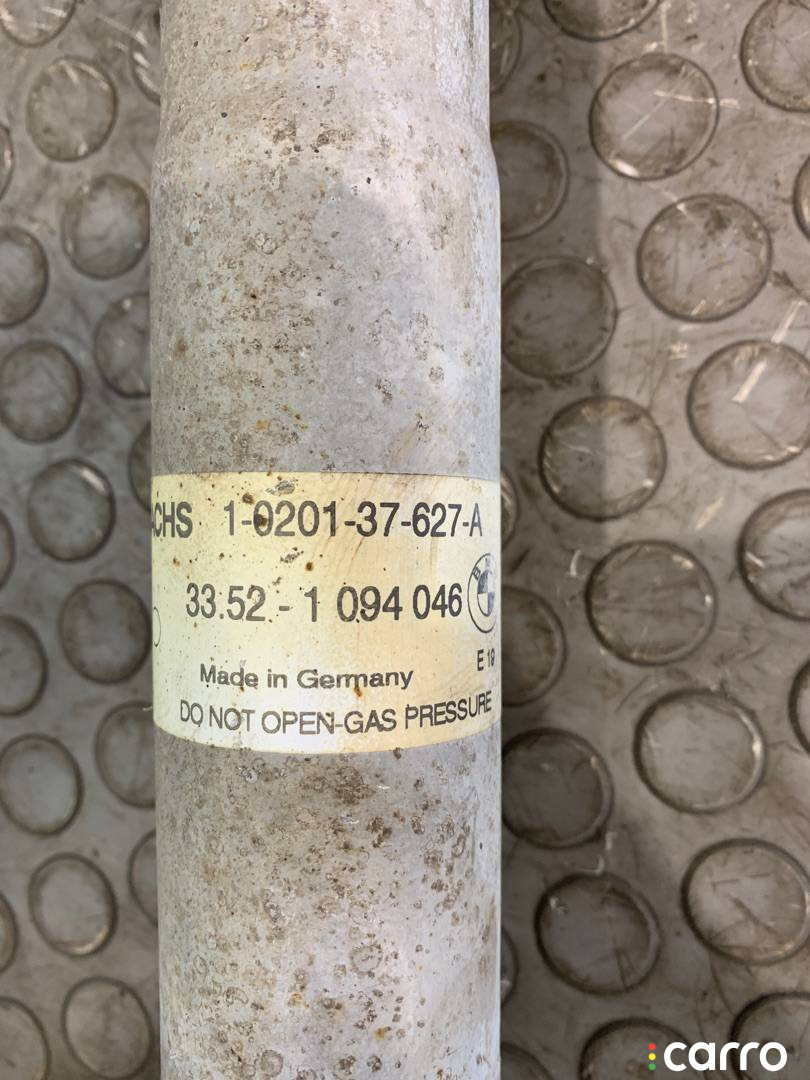 ACHS 1-0201-37-627-A
33.52 - 1 094 046
E 19
Made in Germany
DO NOT OPEN-GAS PRESSURE
carro